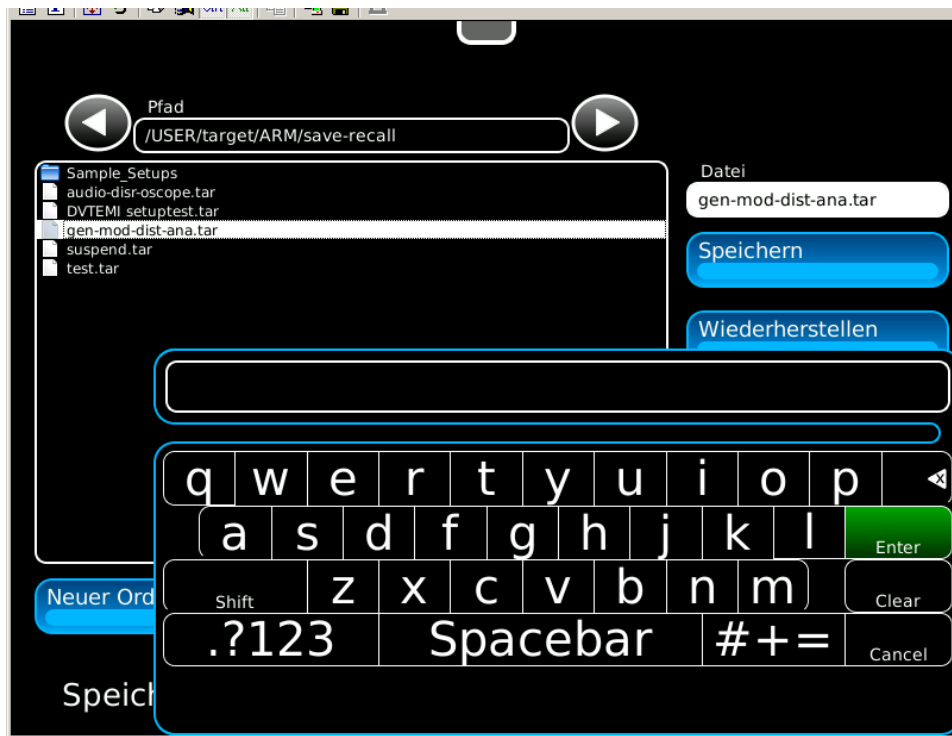 Pfad
/USER/target/ARM/save-recall
Sample_Setups
audio-disr-oscope.tar
DVTEMI setuptest.tar
gen-mod-dist-ana.tar
suspend.tar
test.tar
Datei
gen-mod-dist-ana.tar
Speichern
Wiederherstellen
q w e r t y u i o p
a s d f g h j k l Enter
Shift z x c v b n m Clear
.?123 Spacebar #+= Cancel
Neuer Ord
Speich